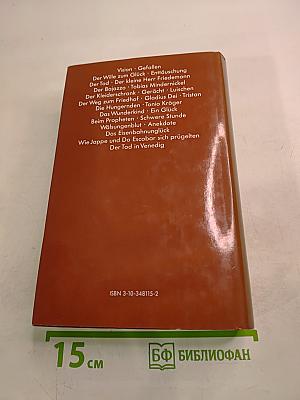 Vision · Gefallen
Der Wille zum Glück · Enttäuschung
Der Tod · Der kleine Herr Friedemann
Der Bajazzo · Tobias Mindernickel
Der Kleiderschrank · Gerächt · Luischen
Der Weg zum Friedhof · Gladius Dei · Tristan
Die Hungernden · Tonio Kröger
Das Wunderkind · Ein Glück
Beim Propheten · Schwere Stunde
Wälsungenblut · Anekdote
Das Eisenbahnunglück
Wie Jappe und Do Escobar sich prügelten
Der Tod in Venedig
ISBN 3-10-348115-2
15 см
БФ БИБЛИОФАН